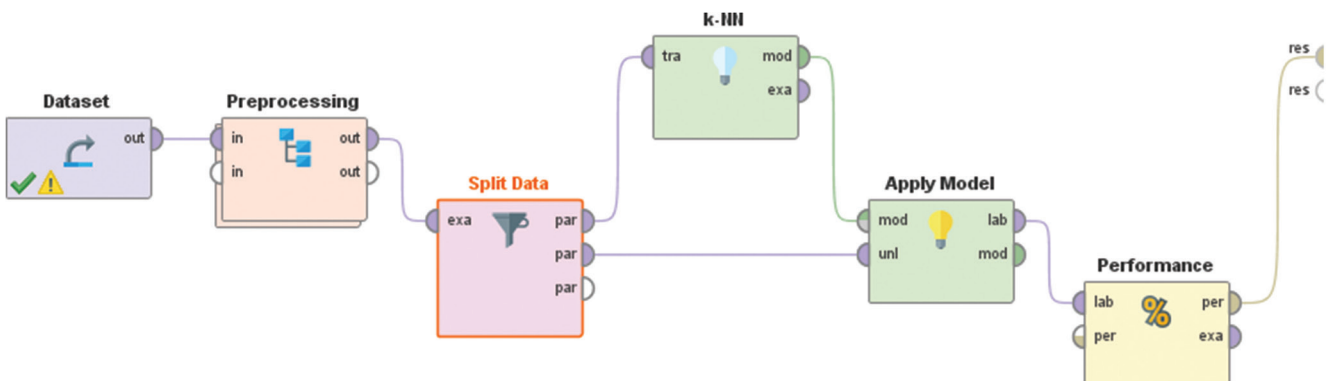 k-NN
tra mod
exa
res
res
Dataset
out
Preprocessing
in out
in out
Split Data
exa par
par
par
Apply Model
mod lab
unl mod
Performance
lab per
per exa
%